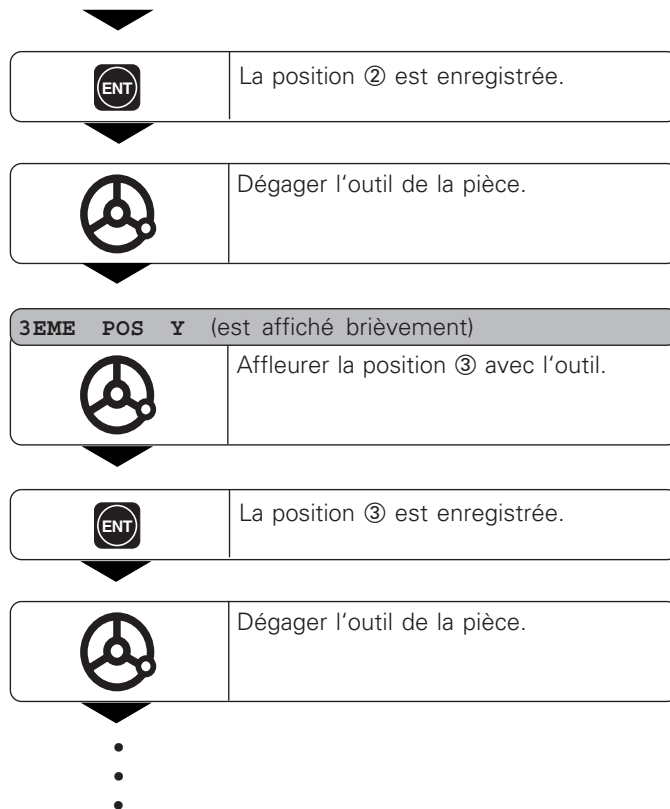 ENT
La position ② est enregistrée.
Dégager l‘outil de la pièce.
3EME POS Y (est affiché brièvement)
Affleurer la position ③ avec l‘outil.
ENT
La position ③ est enregistrée.
Dégager l‘outil de la pièce.